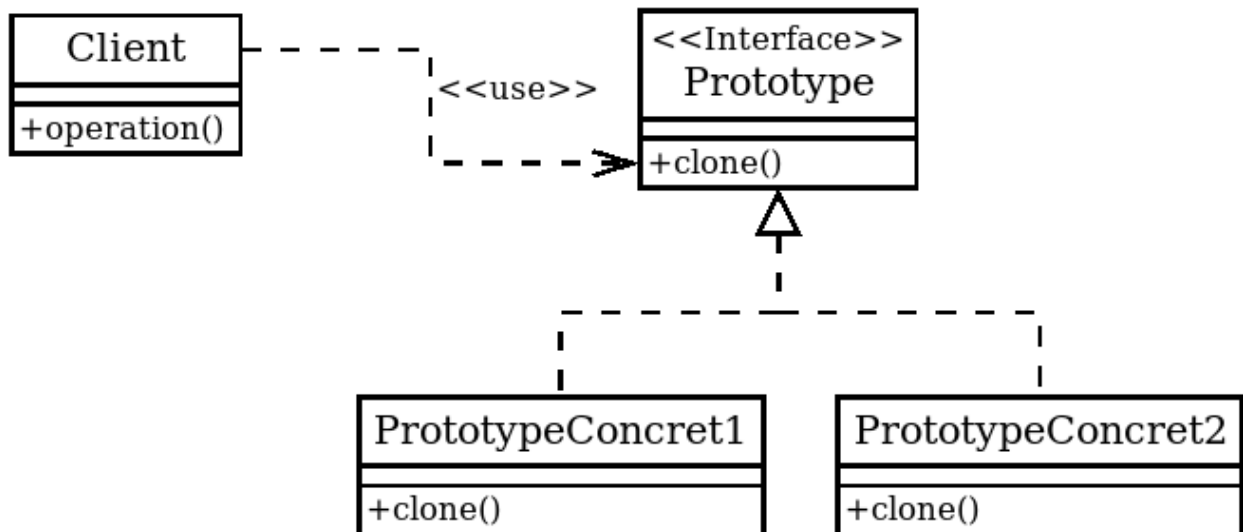 Client
+operation()
<<use>>
<<Interface>>
Prototype
+clone()
PrototypeConcret1
+clone()
PrototypeConcret2
+clone()